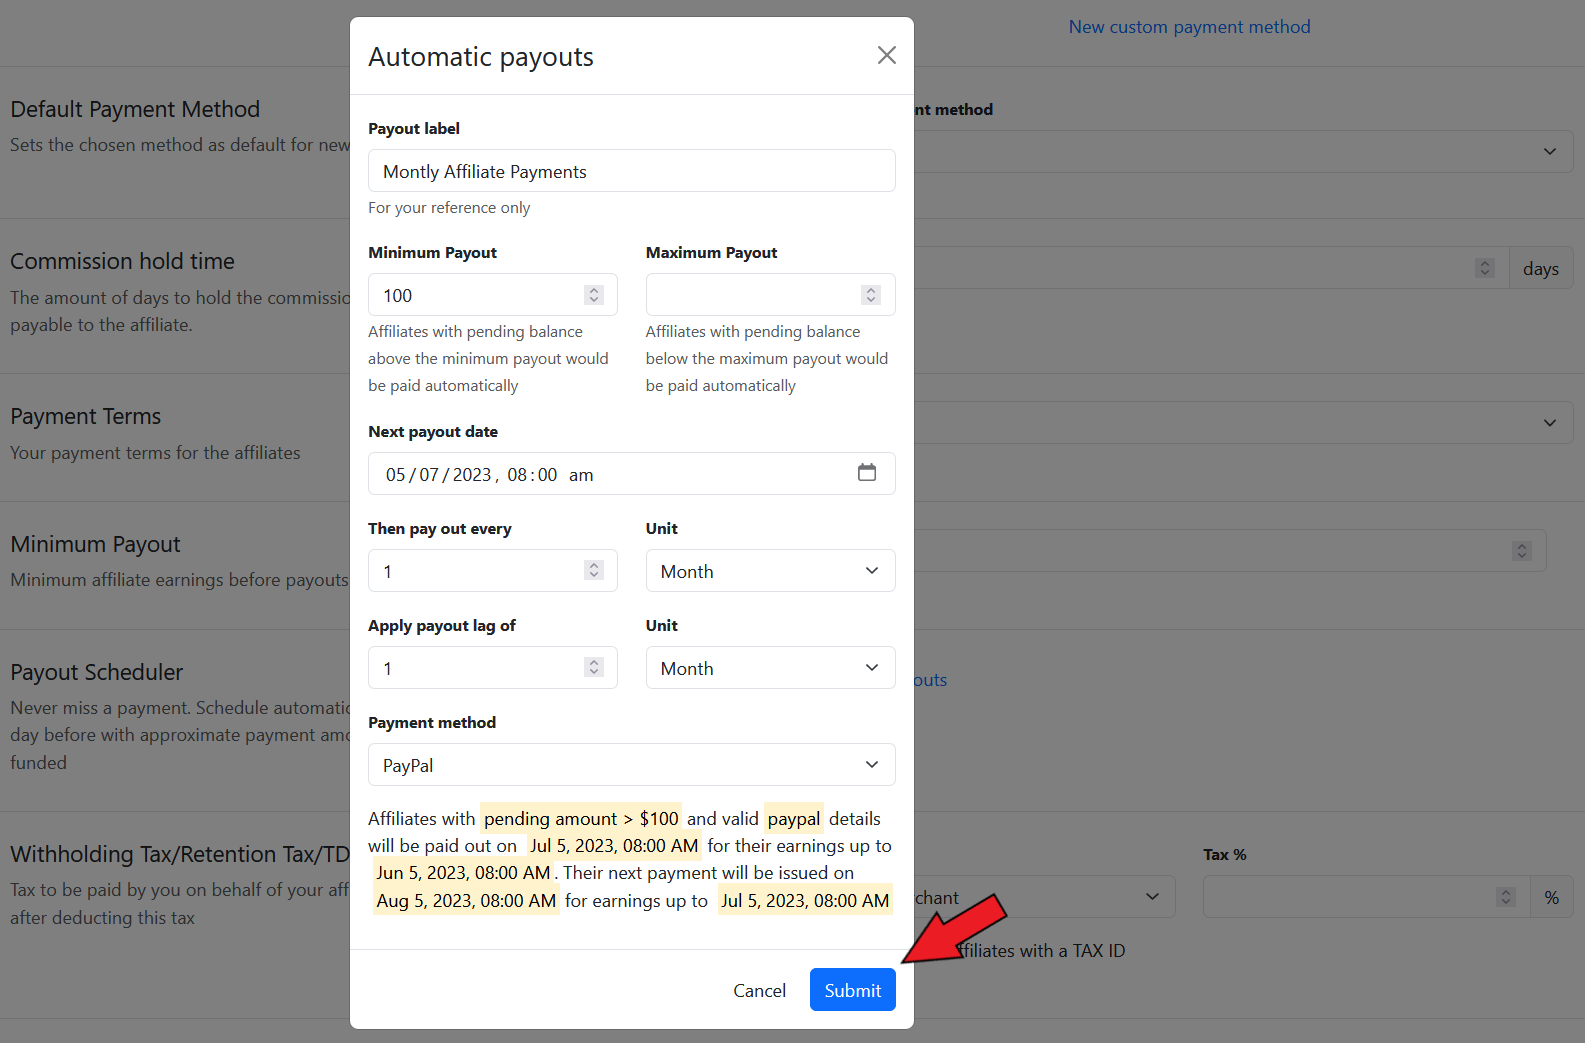 New custom payment method
Automatic payouts
Default Payment Method
Sets the chosen method as default for new
nt method
Payout label
Montly Affiliate Payments
For your reference only
Minimum Payout
Maximum Payout
100
Affiliates with pending balance
above the minimum payout would
be paid automatically
Affiliates with pending balance
below the maximum payout would
be paid automatically
Commission hold time
The amount of days to hold the commissio
payable to the affiliate.
days
Next payout date
05/07/2023, 08:00 am
Payment Terms
Your payment terms for the affiliates
Then pay out every
Unit
1
Month
Minimum Payout
Minimum affiliate earnings before payouts
Apply payout lag of
Unit
1
Month
Payout Scheduler
Never miss a payment. Schedule automatic
day before with approximate payment amo
funded
outs
Payment method
PayPal
Affiliates with pending amount > $100 and valid paypal details
will be paid out on Jul 5, 2023, 08:00 AM for their earnings up to
Jun 5, 2023, 08:00 AM. Their next payment will be issued on
Aug 5, 2023, 08:00 AM for earnings up to Jul 5, 2023, 08:00 AM
Withholding Tax/Retention Tax/TD
Tax to be paid by you on behalf of your aff
after deducting this tax
chant
Tax %
%
ffiliates with a TAX ID
Cancel
Submit